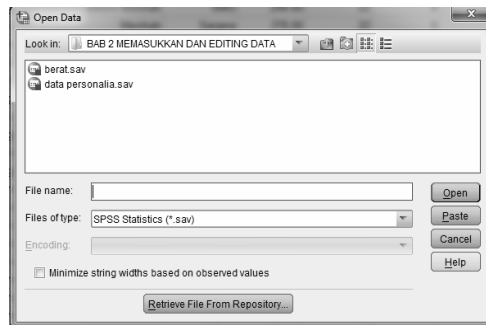 Open Data
Look in: BAB 2 MEMASUKKAN DAN EDITING DATA
berat.sav
data personalia.sav
File name:
Open
Files of type: SPSS Statistics (*.sav)
Paste
Encoding:
Cancel
Minimize string widths based on observed values
Help
Retrieve File From Repository...